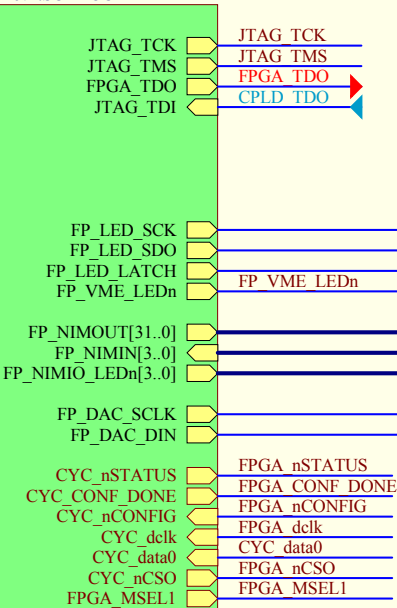 JTAG_TCK JTAG_TCK
JTAG_TMS JTAG_TMS
FPGA_TDO FPGA_TDO
JTAG_TDI CPLD_TDO
FP_LED_SCK
FP_LED_SDO
FP_LED_LATCH
FP_VME_LEDn FP_VME_LEDn
FP_NIMOUT[31..0]
FP_NIMIN[3..0]
FP_NIMIO_LEDn[3..0]
FP_DAC_SCLK
FP_DAC_DIN
CYC_nSTATUS FPGA_nSTATUS
CYC_CONF_DONE FPGA_CONF_DONE
CYC_nCONFIG FPGA_nCONFIG
CYC_dclk FPGA_dclk
CYC_data0 CYC_data0
CYC_nCSO FPGA_nCSO
FPGA_MSEL1 FPGA_MSEL1